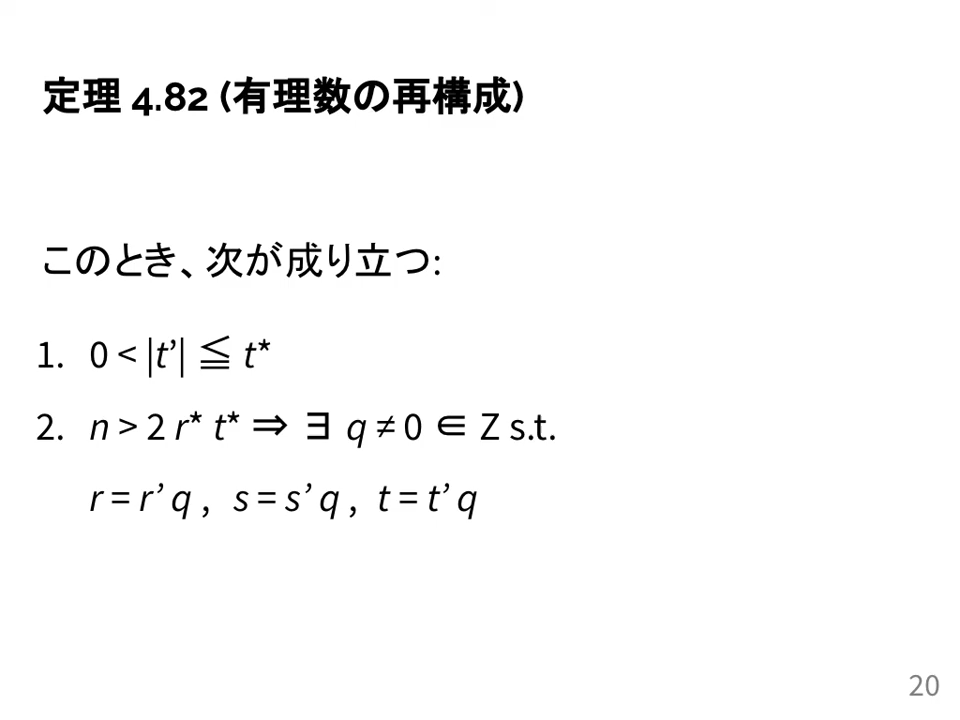 定理 4.82 (有理数の再構成)
このとき、次が成り立つ:
1. 0 < |t’| ≦ t*
2. n > 2 r* t* ⇒ ∃ q ≠ 0 ∈ Z s.t.
r = r’ q , s = s’ q , t = t’ q
20